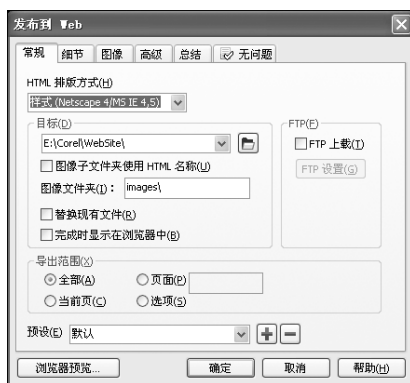 发布到 Web
常规 细节 图像 高级 总结 无问题
HTML 排版方式(H)
样式 (Netscape 4/MS IE 4,5)
目标(D) FTP(F)
E:\Corel\WebSite\ FTP 上载(T)
图像子文件夹使用 HTML 名称(U) FTP 设置(G)
图像文件夹(I)： images\
替换现有文件(R)
完成时显示在浏览器中(B)
导出范围(X)
全部(A) 页面(P)
当前页(C) 选项(S)
预设(E) 默认
浏览器预览... 确定 取消 帮助(H)